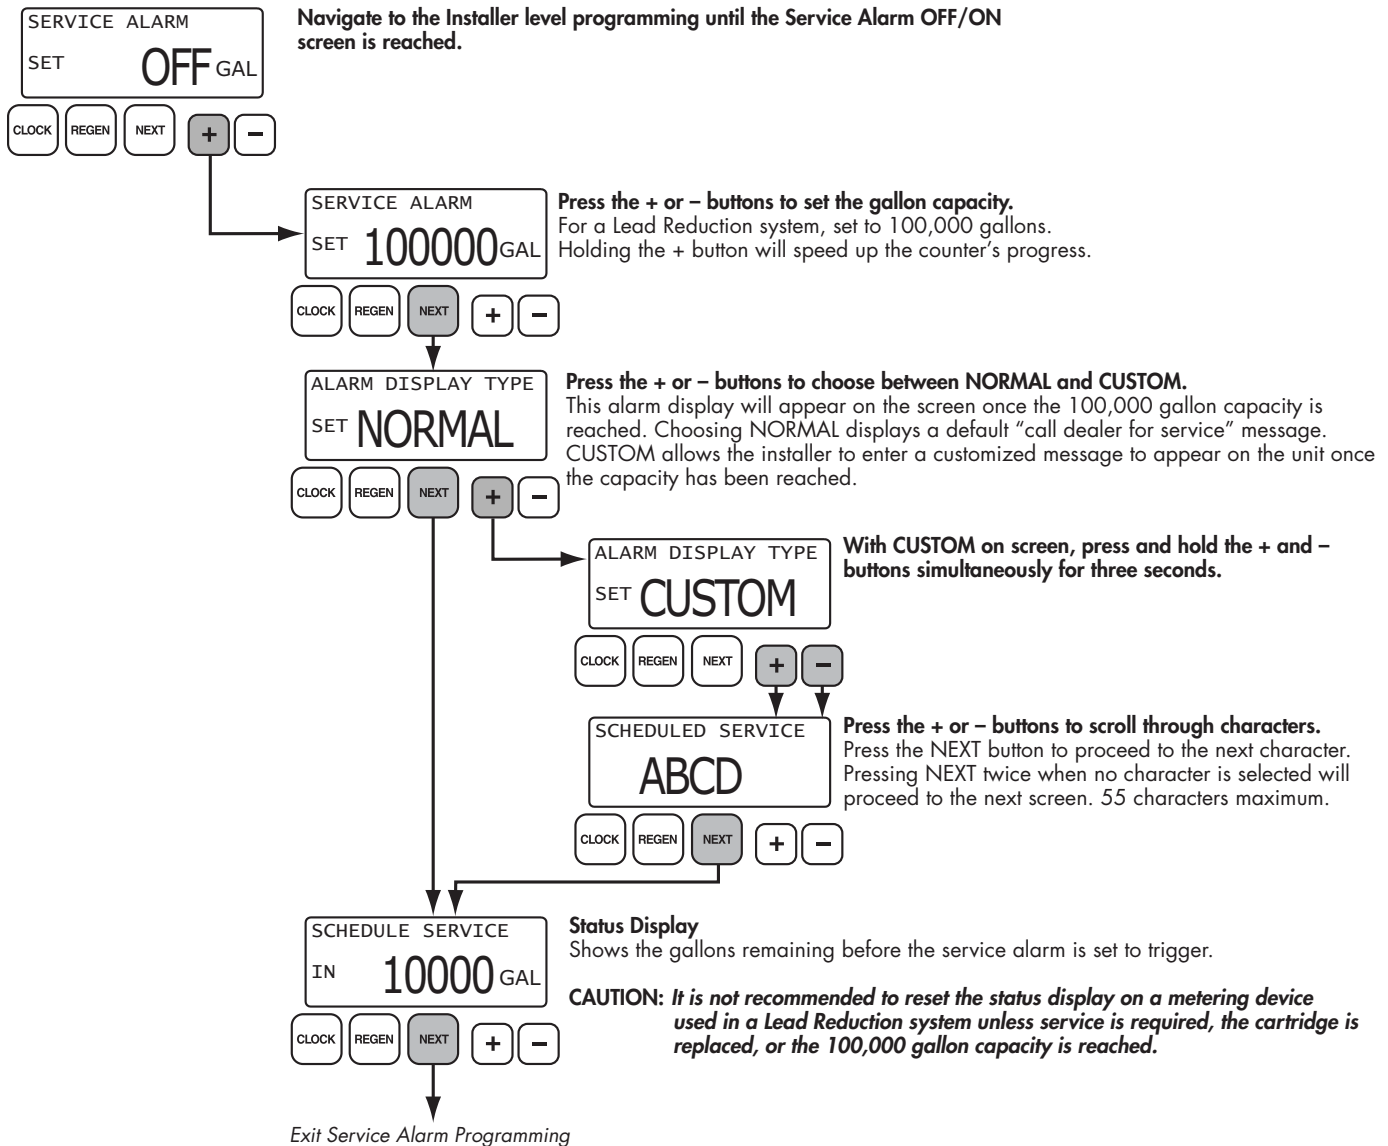 SERVICE ALARM
SET OFF GAL
CLOCK REGEN NEXT + −
Navigate to the Installer level programming until the Service Alarm OFF/ON
screen is reached.
SERVICE ALARM
SET 100000 GAL
CLOCK REGEN NEXT + −
Press the + or – buttons to set the gallon capacity.
For a Lead Reduction system, set to 100,000 gallons.
Holding the + button will speed up the counter's progress.
ALARM DISPLAY TYPE
SET NORMAL
CLOCK REGEN NEXT + −
Press the + or – buttons to choose between NORMAL and CUSTOM.
This alarm display will appear on the screen once the 100,000 gallon capacity is
reached. Choosing NORMAL displays a default “call dealer for service” message.
CUSTOM allows the installer to enter a customized message to appear on the unit once
the capacity has been reached.
ALARM DISPLAY TYPE
SET CUSTOM
CLOCK REGEN NEXT + −
With CUSTOM on screen, press and hold the + and –
buttons simultaneously for three seconds.
SCHEDULED SERVICE
ABCD
CLOCK REGEN NEXT + −
Press the + or – buttons to scroll through characters.
Press the NEXT button to proceed to the next character.
Pressing NEXT twice when no character is selected will
proceed to the next screen. 55 characters maximum.
SCHEDULE SERVICE
IN 10000 GAL
CLOCK REGEN NEXT + −
Status Display
Shows the gallons remaining before the service alarm is set to trigger.
CAUTION: It is not recommended to reset the status display on a metering device
used in a Lead Reduction system unless service is required, the cartridge is
replaced, or the 100,000 gallon capacity is reached.
Exit Service Alarm Programming